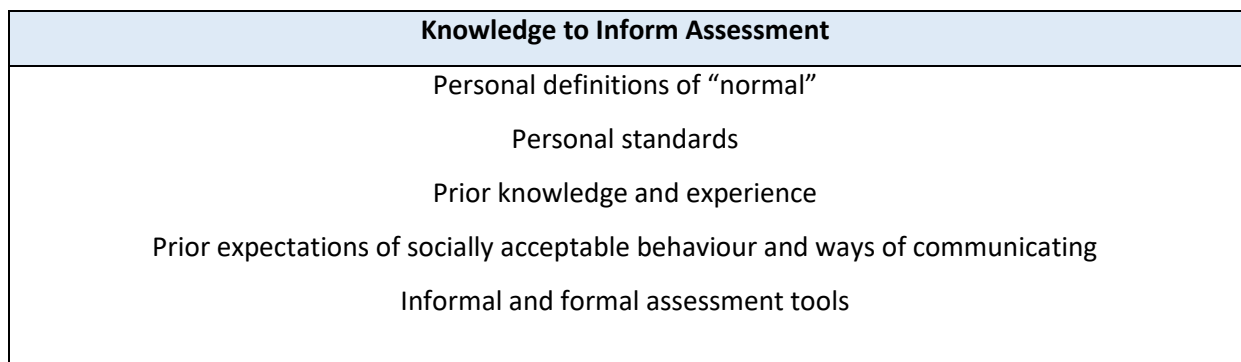 Knowledge to Inform Assessment
Personal definitions of “normal”
Personal standards
Prior knowledge and experience
Prior expectations of socially acceptable behaviour and ways of communicating
Informal and formal assessment tools